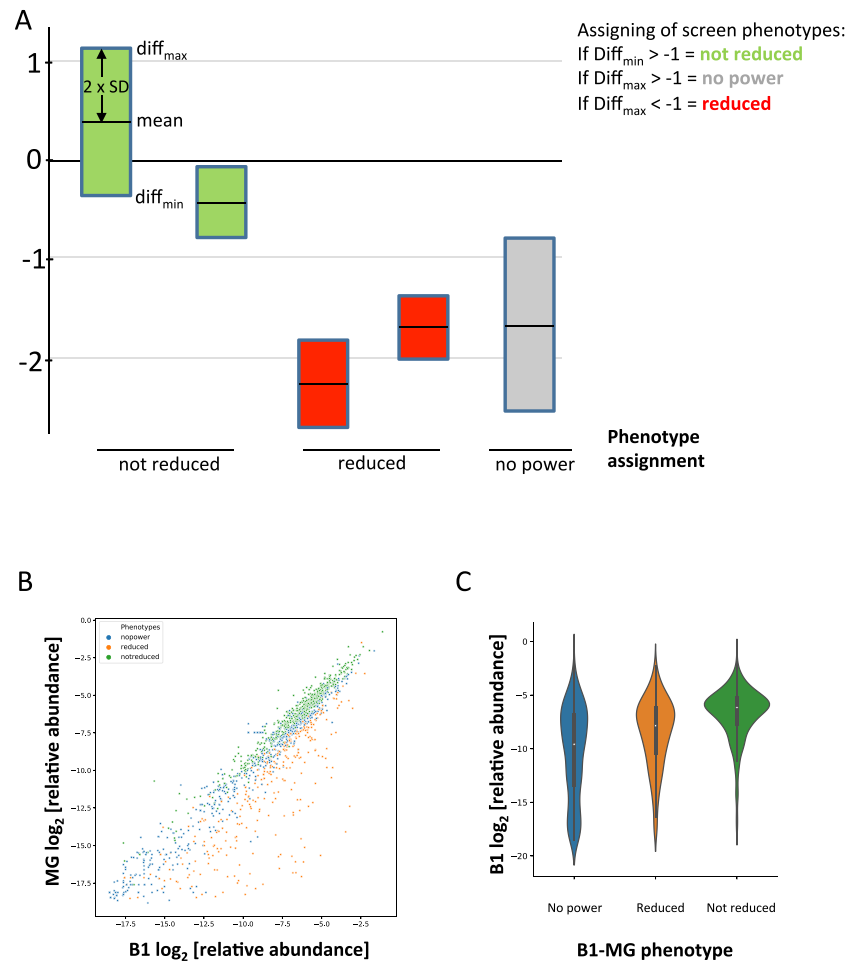 A
Assigning of screen phenotypes:
If Diffmin > -1 = not reduced
If Diffmax > -1 = no power
If Diffmax < -1 = reduced
1
0
-1
-2
diffmax
2 x SD
mean
diffmin
not reduced
reduced
no power
Phenotype
assignment
B
MG log2 [relative abundance]
0.0
−2.5
−5.0
−7.5
−10.0
−12.5
−15.0
−17.5
Phenotypes
nopower
reduced
notreduced
−17.5 −15.0 −12.5 −10.0 −7.5 −5.0 −2.5 0.0
B1 log2 [relative abundance]
C
B1 log2 [relative abundance]
0
−5
−10
−15
−20
No power Reduced Not reduced
B1-MG phenotype